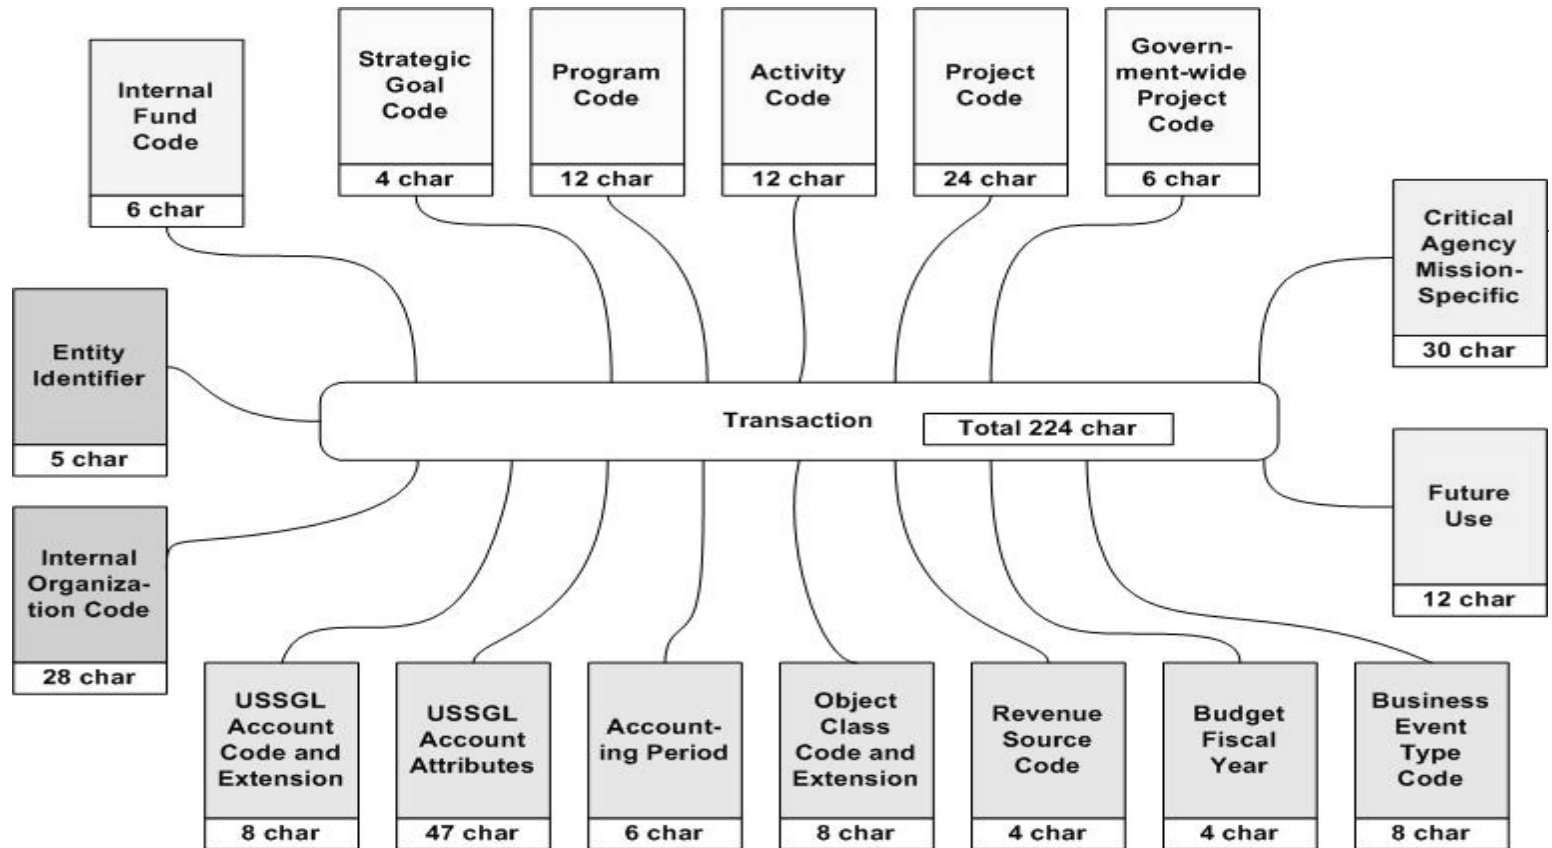 Internal
Fund
Code
6 char
Strategic
Goal
Code
4 char
Program
Code
12 char
Activity
Code
12 char
Project
Code
24 char
Govern-
ment-wide
Project
Code
6 char
Critical
Agency
Mission-
Specific
30 char
Entity
Identifier
5 char
Transaction
Total 224 char
Future
Use
12 char
Internal
Organiza-
tion Code
28 char
USSGL
Account
Code and
Extension
8 char
USSGL
Account
Attributes
47 char
Account-
ing Period
6 char
Object
Class
Code and
Extension
8 char
Revenue
Source
Code
4 char
Budget
Fiscal
Year
4 char
Business
Event
Type
Code
8 char